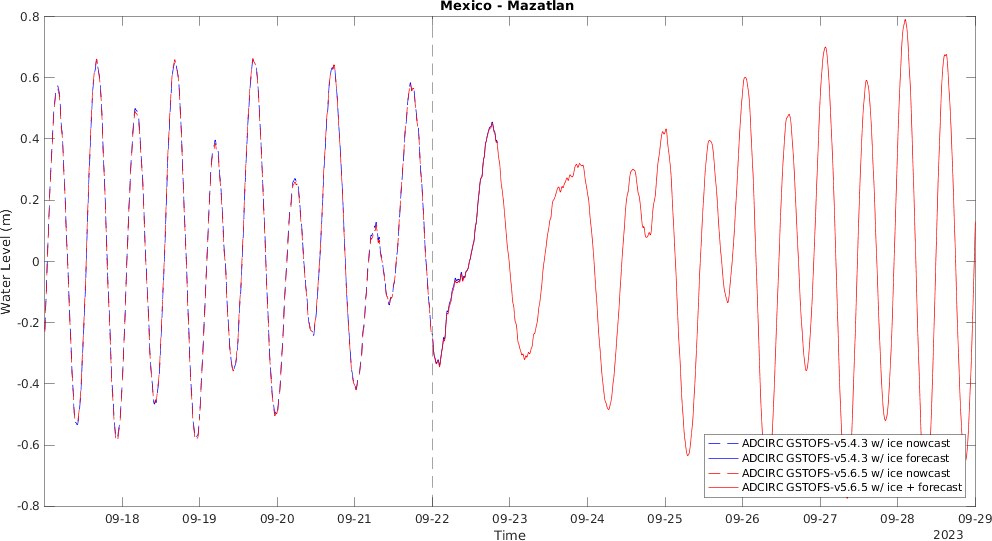 Mexico - Mazatlan
0.8
0.6
0.4
0.2
0
-0.2
-0.4
-0.6
-0.8
Water Level (m)
ADCIRC GSTOFS-v5.4.3 w/ ice nowcast
ADCIRC GSTOFS-v5.4.3 w/ ice forecast
ADCIRC GSTOFS-v5.6.5 w/ ice nowcast
ADCIRC GSTOFS-v5.6.5 w/ ice + forecast
09-18 09-19 09-20 09-21 09-22 09-23 09-24 09-25 09-26 09-27 09-28 09-29
Time
2023